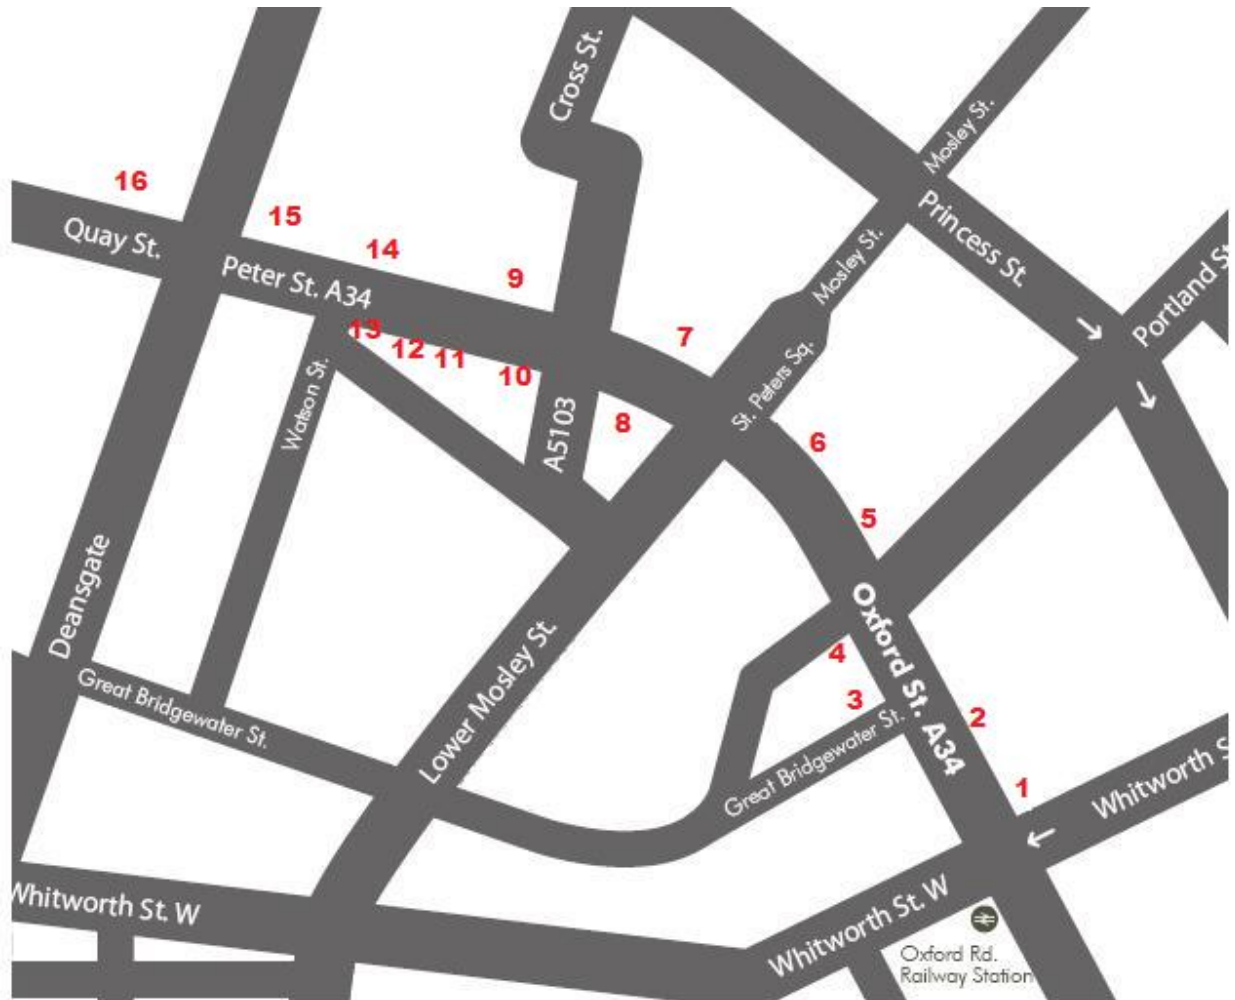 Cross St.
Mosley St.
16
Quay St.
15
14
Peter St. A34
9
Princess St.
Mosley St.
Portland St
13
12
11
10
7
St. Peters Sq.
Watson St.
A5103
8
6
5
Deansgate
Oxford St. A34
4
3
2
1
Great Bridgewater St.
Lower Mosley St.
Great Bridgewater St.
Whitworth S
Whitworth St. W
Whitworth St. W
Oxford Rd.
Railway Station